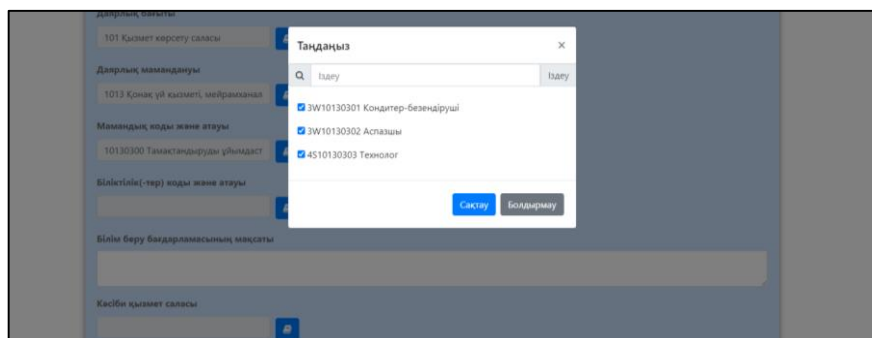 Даярлық бағыты
101 Қызмет көрсету саласы
Таңдаңыз ×
Даярлық мамандануы
Іздеу Іздеу
1013 Қонақ үй қызметі, мейрамханал
3W10130301 Кондитер-безендіруші
Мамандық коды және атауы
3W10130302 Аспазшы
10130300 Тамақтандыруды ұйымдаст
4S10130303 Технолог
Біліктілік(-тер) коды және атауы
Сақтау Болдырмау
Білім беру бағдарламасының мақсаты
Кәсіби қызмет саласы